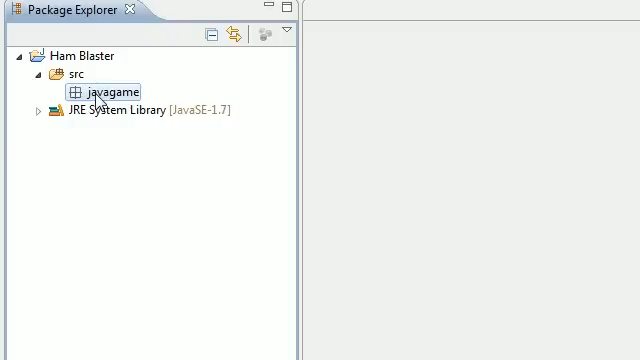 Package Explorer
Ham Blaster
src
javagame
JRE System Library [JavaSE-1.7]